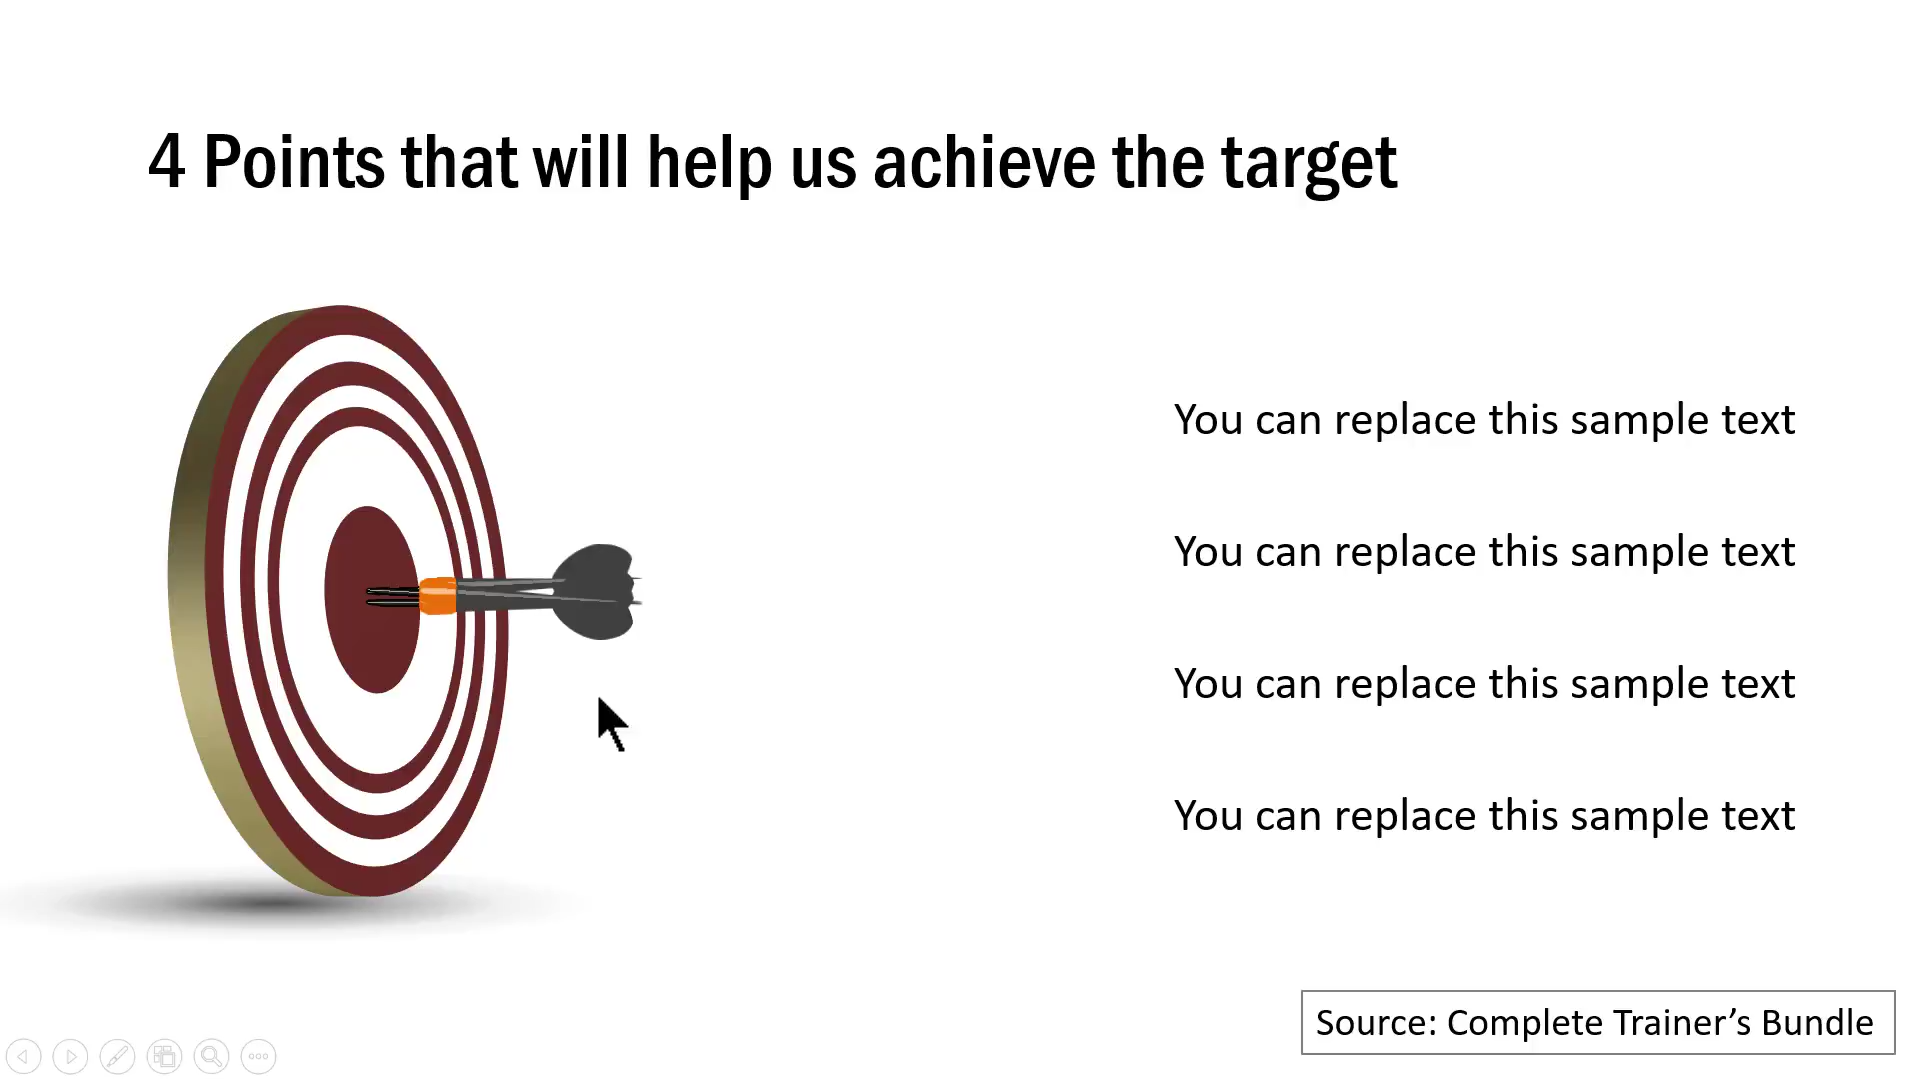 4 Points that will help us achieve the target
You can replace this sample text
You can replace this sample text
You can replace this sample text
You can replace this sample text
Source: Complete Trainer’s Bundle